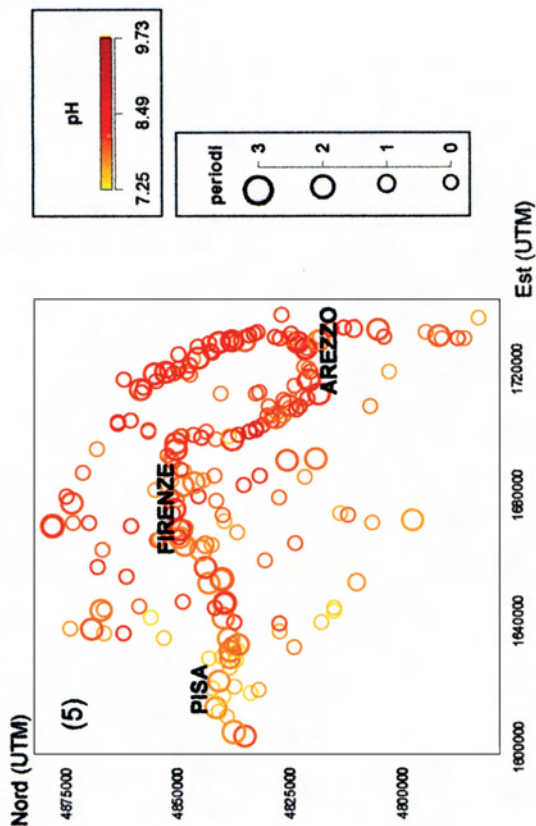 Nord (UTM)
(5)
4875000
4850000
4825000
4800000
FIRENZE
PISA
AREZZO
1600000
1640000
1680000
1720000
Est (UTM)
pH
7.25
8.49
9.73
periodi
3
2
1
0